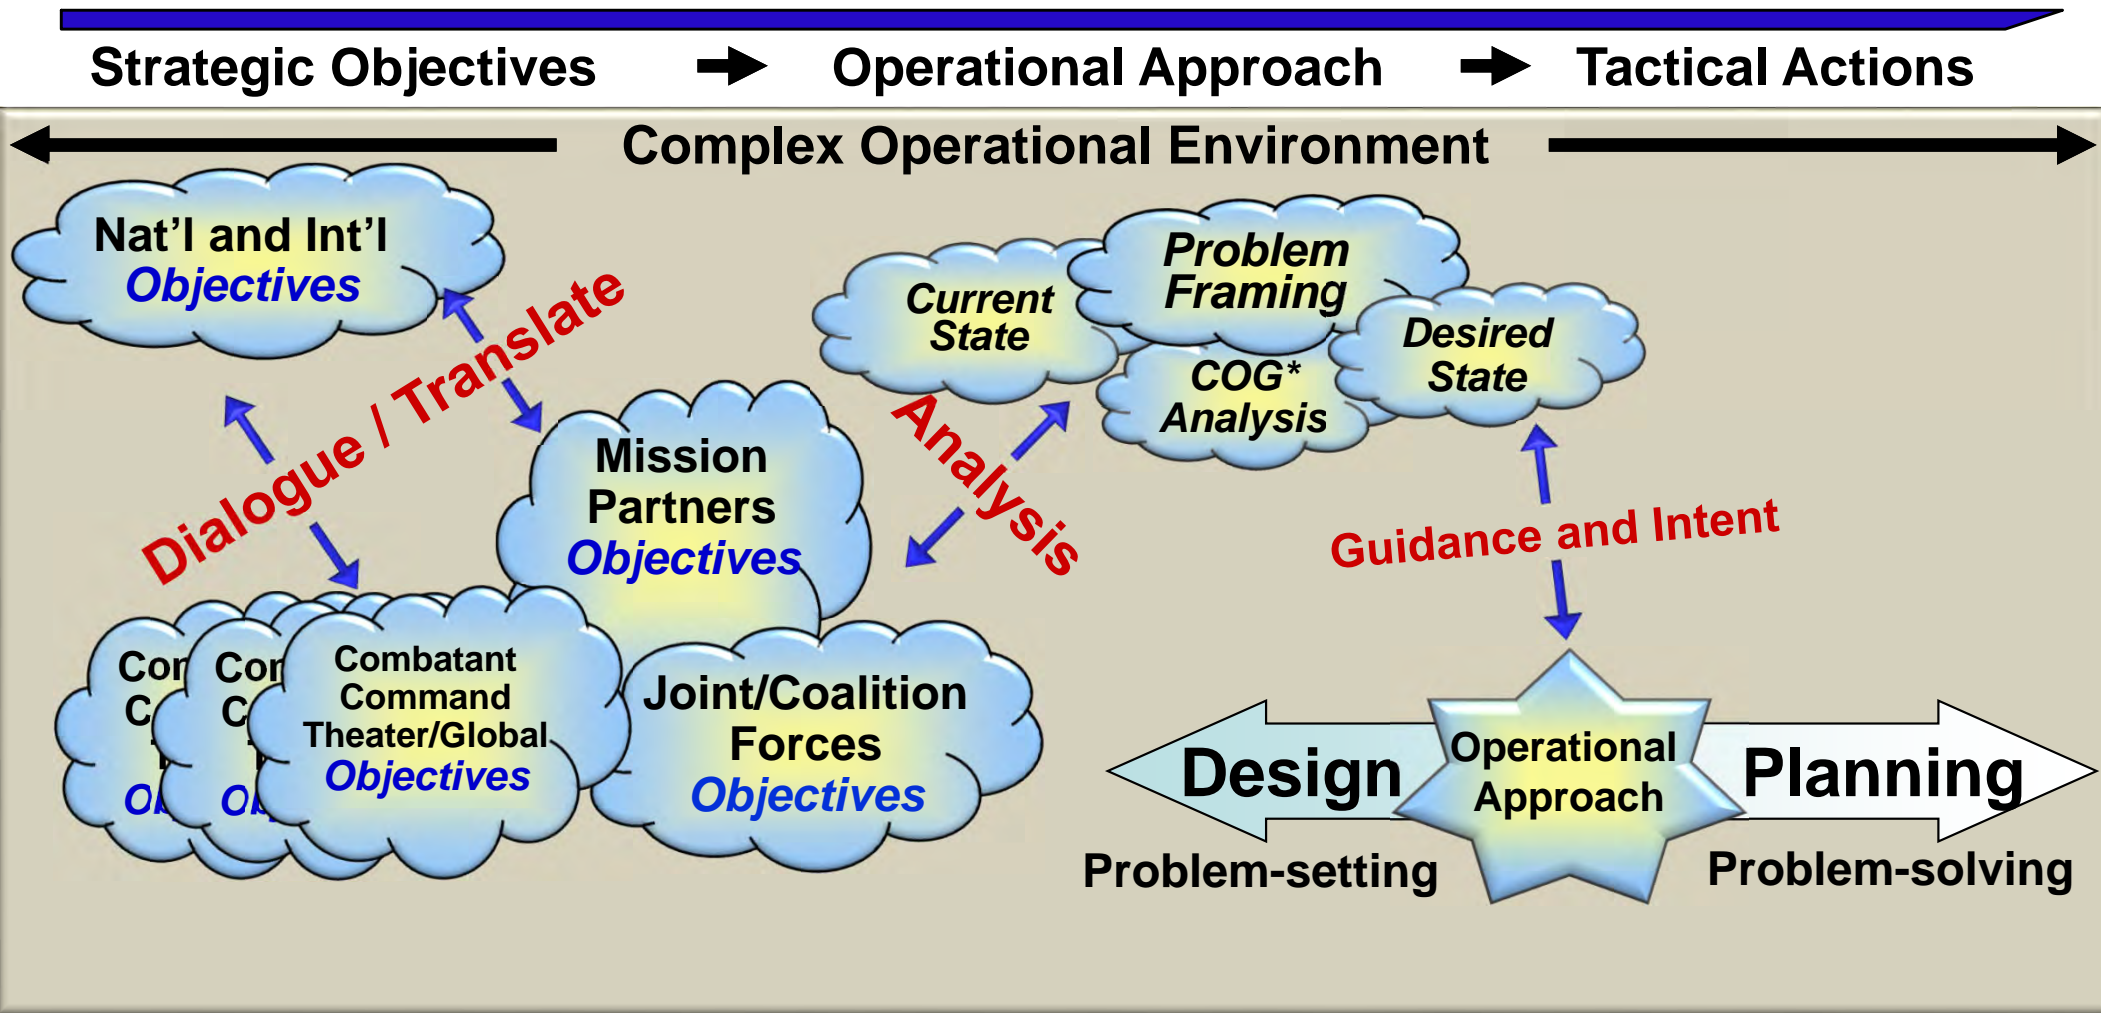 Strategic Objectives
Operational Approach
Tactical Actions
Complex Operational Environment
Nat'l and Int'l
Objectives
Dialogue / Translate
Mission
Partners
Objectives
Combatant
Command
Theater/Global
Objectives
Joint/Coalition
Forces
Objectives
Analysis
Current
State
Problem
Framing
COG*
Analysis
Desired
State
Guidance and Intent
Design
Operational
Approach
Planning
Problem-setting
Problem-solving